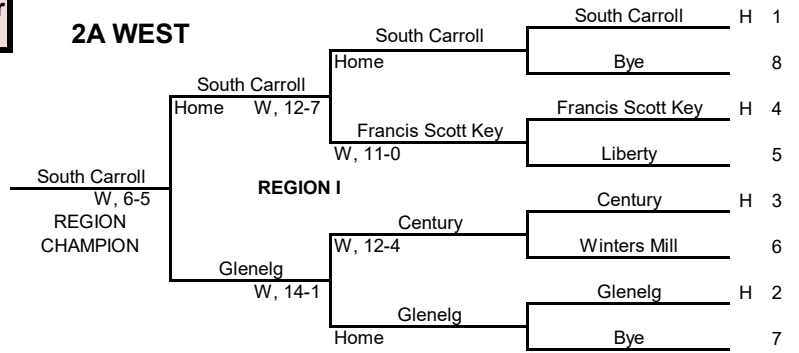 2A WEST
South Carroll H 1
South Carroll
Home
Bye 8
South Carroll
Home W, 12-7
Francis Scott Key H 4
Francis Scott Key
W, 11-0
Liberty 5
South Carroll
W, 6-5
REGION
CHAMPION
REGION I
Century H 3
Century
W, 12-4
Winters Mill 6
Glenelg
W, 14-1
Glenelg H 2
Glenelg
Home
Bye 7